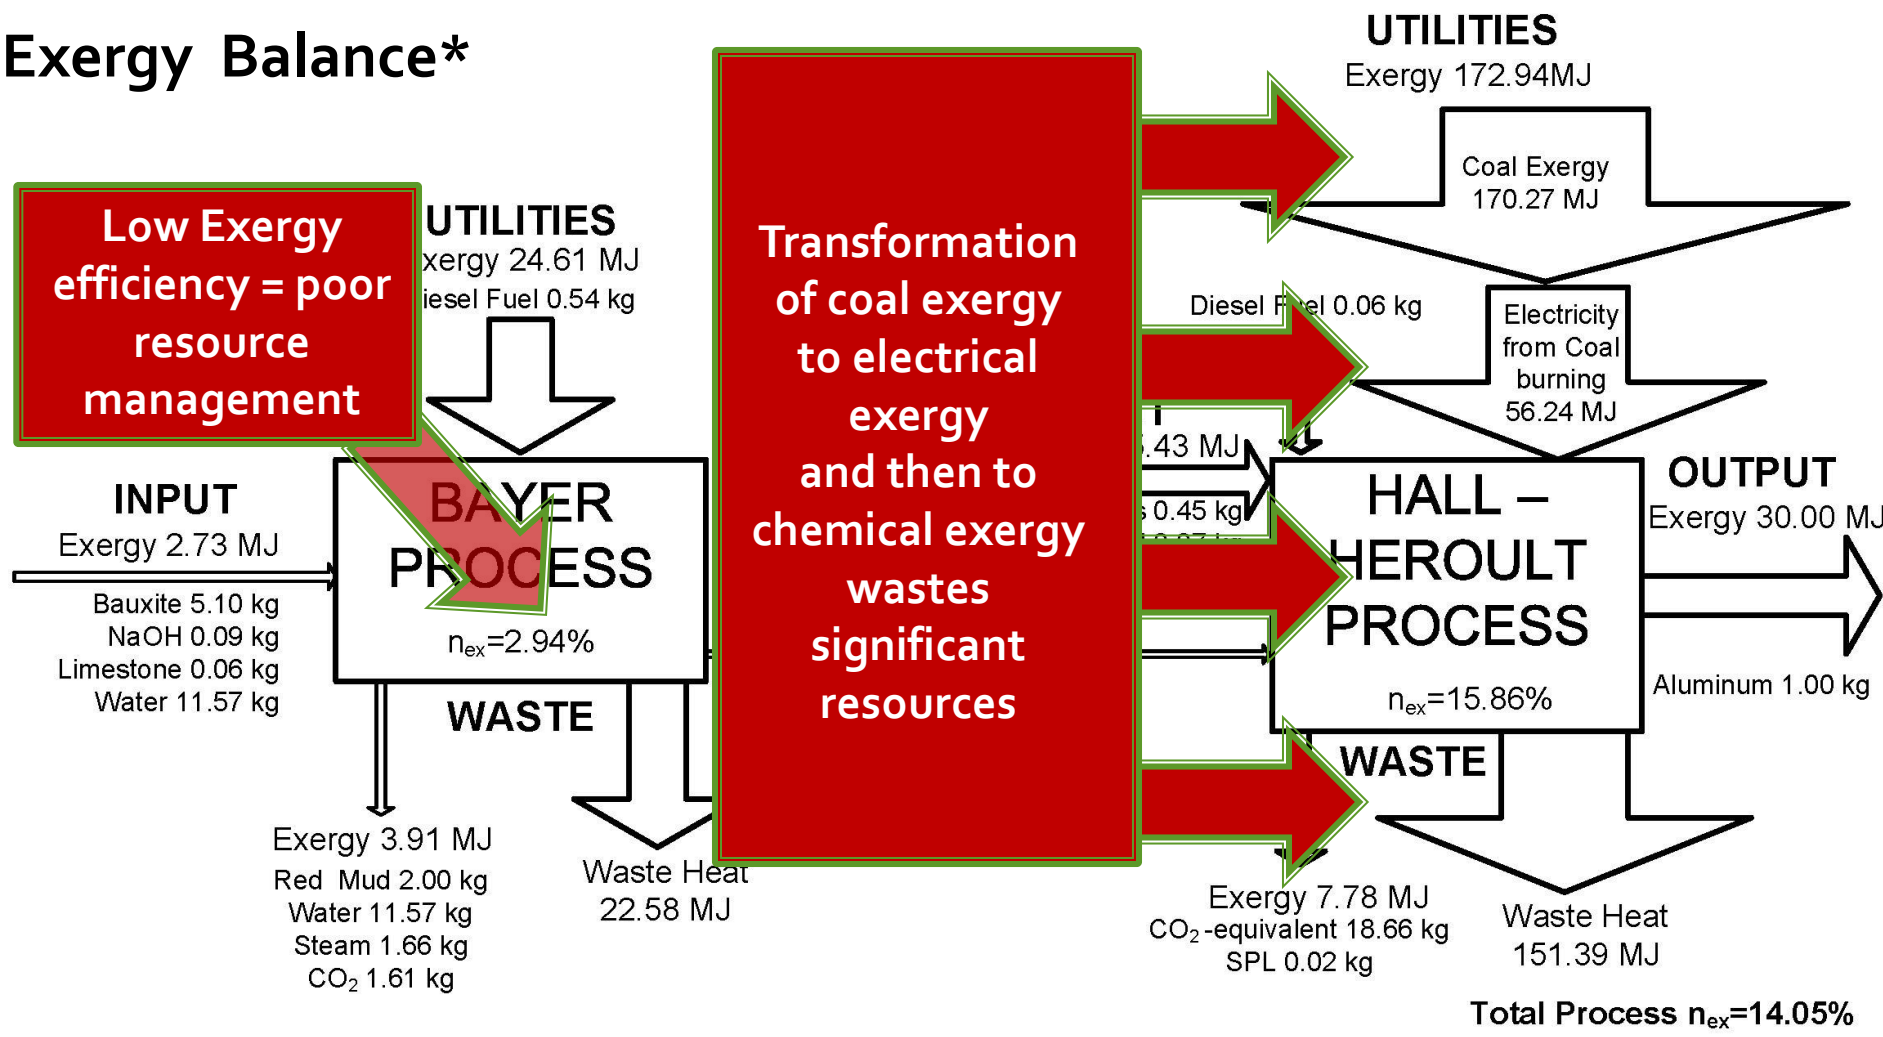 Exergy Balance*
Low Exergy
efficiency = poor
resource
management
UTILITIES
xergy 24.61 MJ
iesel Fuel 0.54 kg
INPUT
Exergy 2.73 MJ
Bauxite 5.10 kg
NaOH 0.09 kg
Limestone 0.06 kg
Water 11.57 kg
BAYER
PROCESS
nex=2.94%
WASTE
Exergy 3.91 MJ
Red Mud 2.00 kg
Water 11.57 kg
Steam 1.66 kg
CO2 1.61 kg
Waste Heat
22.58 MJ
Transformation
of coal exergy
to electrical
exergy
and then to
chemical exergy
wastes
significant
resources
UTILITIES
Exergy 172.94MJ
Coal Exergy
170.27 MJ
Diesel Fuel 0.06 kg
Electricity
from Coal
burning
56.24 MJ
.43 MJ
0.45 kg
HALL –
HEROULT
PROCESS
nex=15.86%
OUTPUT
Exergy 30.00 MJ
Aluminum 1.00 kg
WASTE
Exergy 7.78 MJ
CO2-equivalent 18.66 kg
SPL 0.02 kg
Waste Heat
151.39 MJ
Total Process nex=14.05%